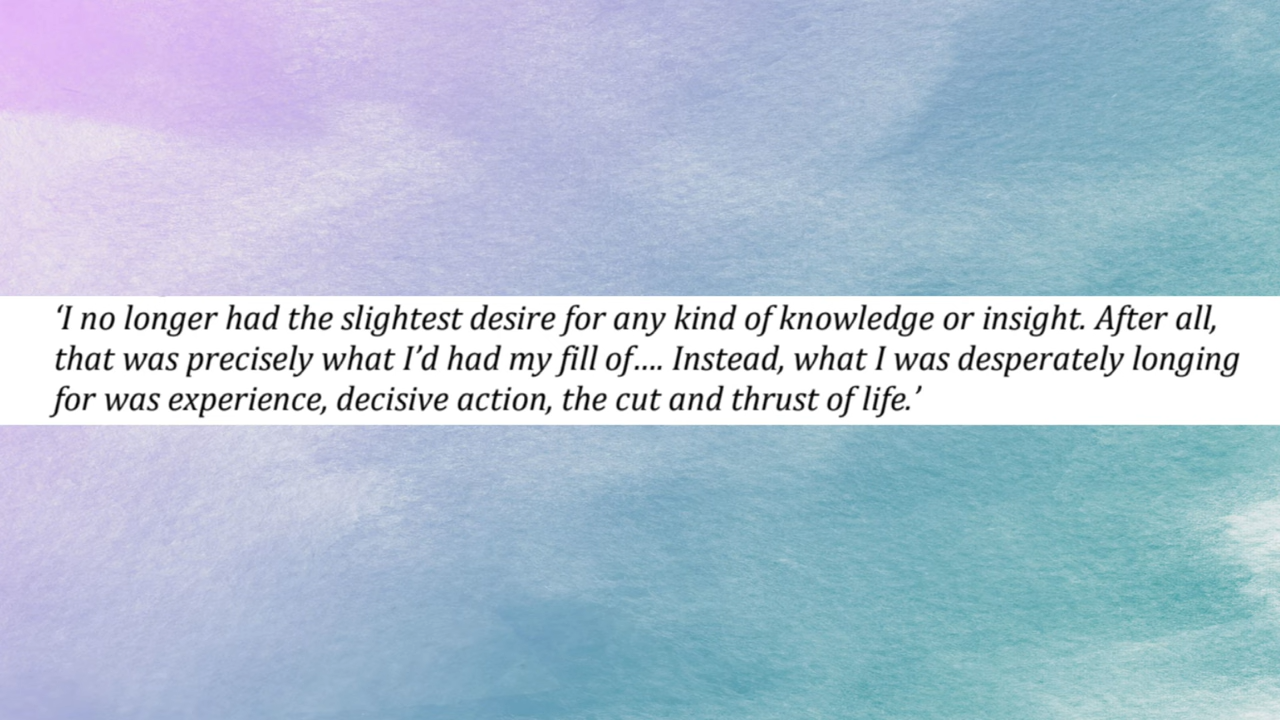 ‘I no longer had the slightest desire for any kind of knowledge or insight. After all,
that was precisely what I’d had my fill of.... Instead, what I was desperately longing
for was experience, decisive action, the cut and thrust of life.’